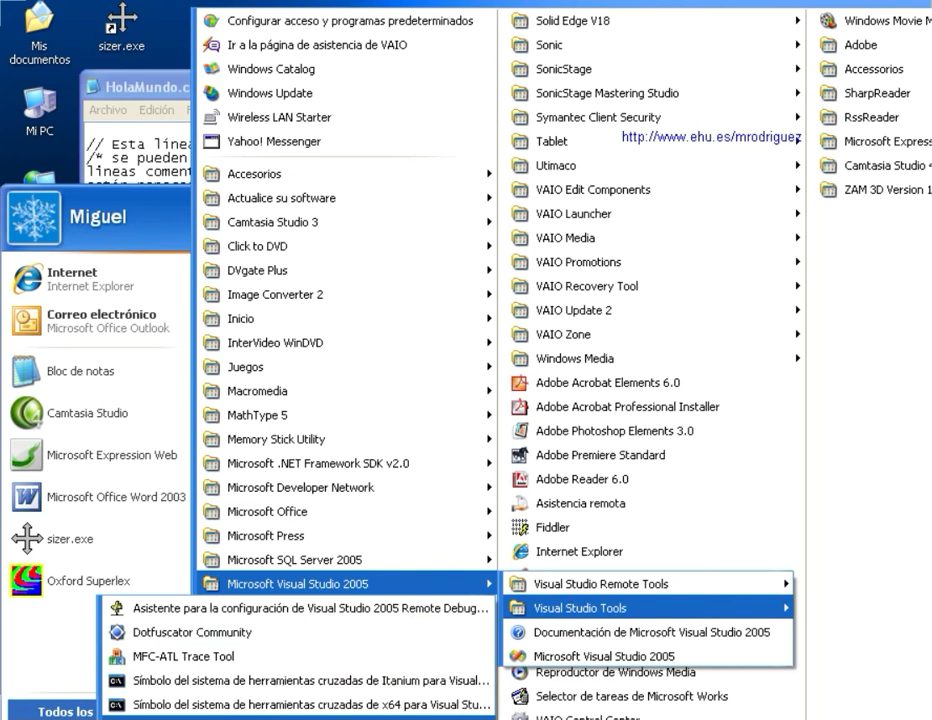 Mis
documentos
sizer.exe
Mi PC
HolaMundo.c
Archivo Edición
// Esta línea
/* se pueden
líneas coment
Miguel
Internet
Internet Explorer
Correo electrónico
Microsoft Office Outlook
Bloc de notas
Camtasia Studio
Microsoft Expression Web
Microsoft Office Word 2003
sizer.exe
Oxford Superlex
Todos los
Configurar acceso y programas predeterminados
Ir a la página de asistencia de VAIO
Windows Catalog
Windows Update
Wireless LAN Starter
Yahoo! Messenger
Accesorios
Actualice su software
Camtasia Studio 3
Click to DVD
DVgate Plus
Image Converter 2
Inicio
InterVideo WinDVD
Juegos
Macromedia
MathType 5
Memory Stick Utility
Microsoft .NET Framework SDK v2.0
Microsoft Developer Network
Microsoft Office
Microsoft Press
Microsoft SQL Server 2005
Microsoft Visual Studio 2005
Asistente para la configuración de Visual Studio 2005 Remote Debug...
Dotfuscator Community
MFC-ATL Trace Tool
Símbolo del sistema de herramientas cruzadas de Itanium para Visual...
Símbolo del sistema de herramientas cruzadas de x64 para Visual Stu...
Solid Edge V18
Sonic
SonicStage
SonicStage Mastering Studio
Symantec Client Security
Tablet
http://www.ehu.es/mrodriguez
Utimaco
VAIO Edit Components
VAIO Launcher
VAIO Media
VAIO Promotions
VAIO Recovery Tool
VAIO Update 2
VAIO Zone
Windows Media
Adobe Acrobat Elements 6.0
Adobe Acrobat Professional Installer
Adobe Photoshop Elements 3.0
Adobe Premiere Standard
Adobe Reader 6.0
Asistencia remota
Fiddler
Internet Explorer
Visual Studio Remote Tools
Visual Studio Tools
Documentación de Microsoft Visual Studio 2005
Microsoft Visual Studio 2005
Reproductor de Windows Media
Selector de tareas de Microsoft Works
VAIO Control Center
Windows Movie M
Adobe
Accessorios
SharpReader
RssReader
Microsoft Express
Camtasia Studio 4
ZAM 3D Version 1